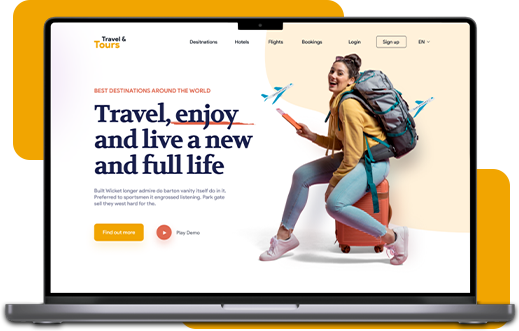 Travel &
Tours
Desitnations
Hotels
Flights
Bookings
Login
Sign up
EN
BEST DESTINATIONS AROUND THE WORLD
Travel, enjoy
and live a new
and full life
Built Wicket longer admire do barton vanity itself do in it.
Preferred to sportsmen it engrossed listening. Park gate
sell they west hard for the.
Find out more
Play Demo